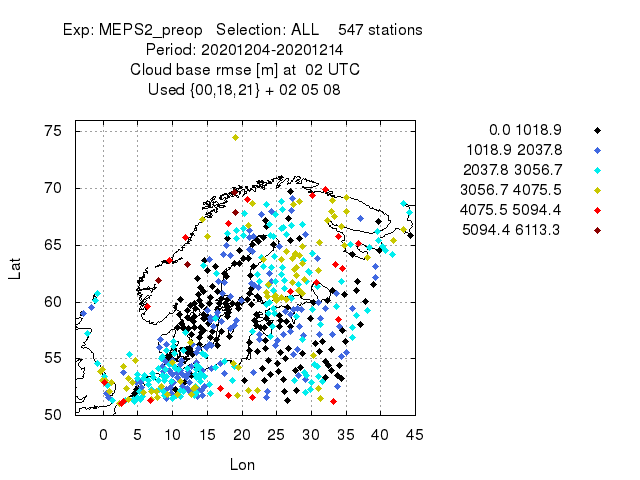 Exp: MEPS2_preop   Selection: ALL    547 stations
Period: 20201204-20201214
Cloud base rmse [m] at  02 UTC
Used {00,18,21} + 02 05 08
0.0 1018.9
1018.9 2037.8
2037.8 3056.7
3056.7 4075.5
4075.5 5094.4
5094.4 6113.3
75
70
65
60
55
50
Lat
0 5 10 15 20 25 30 35 40 45
Lon